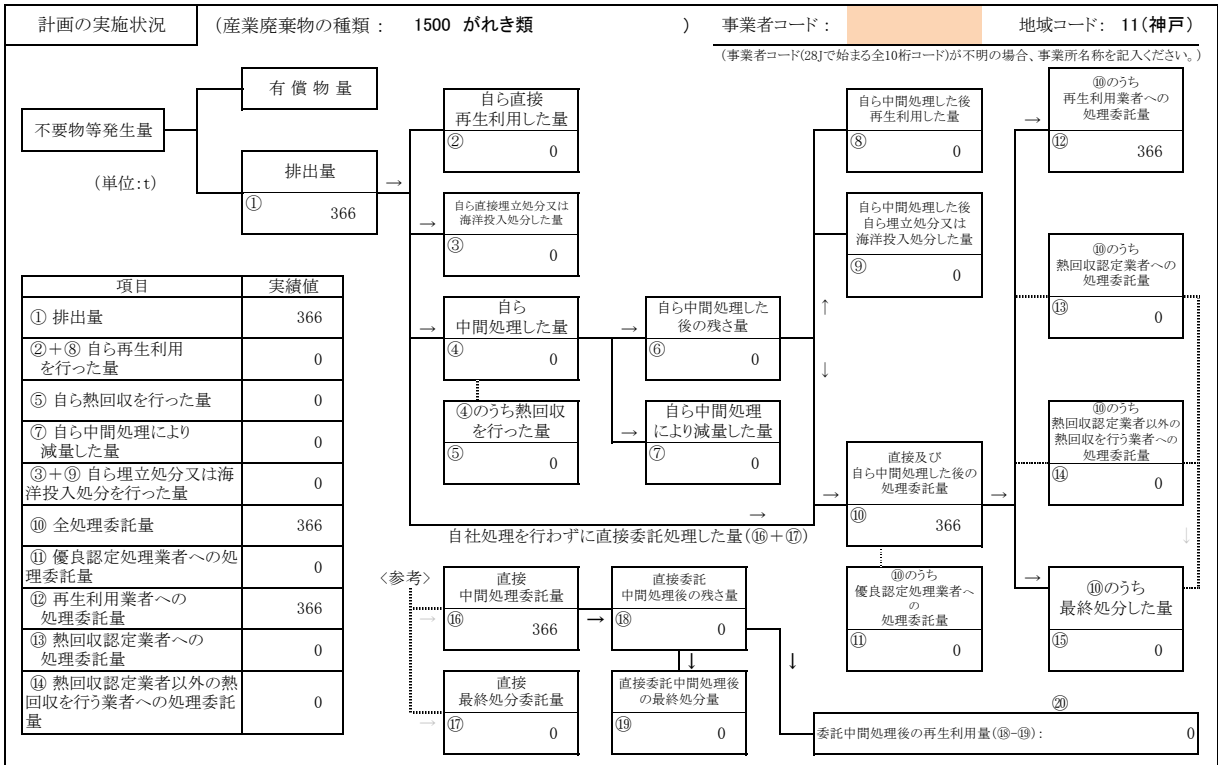 計画の実施状況
(産業廃棄物の種類： 1500 がれき類 )
事業者コード：
地域コード： 11(神戸)
(事業者コード(28Jで始まる全10桁コード)が不明の場合、事業所名称を記入ください。)
不要物等発生量
有償物量
(単位:t)
排出量
①
366
→
自ら直接
再生利用した量
②
0
→
自ら直接埋立処分又は
海洋投入処分した量
③
0
→
自ら
中間処理した量
④
0
④のうち熱回収
を行った量
⑤
0
→
自ら中間処理した
後の残さ量
⑥
0
→
自ら中間処理
により減量した量
⑦
0
自ら中間処理した後
再生利用した量
⑧
0
自ら中間処理した後
自ら埋立処分又は
海洋投入処分した量
⑨
0
↑
↓
→
直接及び
自ら中間処理した後の
処理委託量
⑩
366
→
⑩のうち
優良認定処理業者へ
の
処理委託量
⑪
0
→
⑩のうち
再生利用業者への
処理委託量
⑫
366
⑩のうち
熱回収認定業者への
処理委託量
⑬
0
⑩のうち
熱回収認定業者以外の
熱回収を行う業者への
処理委託量
⑭
0
↓
→
⑩のうち
最終処分した量
⑮
0
項目 実績値
① 排出量 366
②＋⑧ 自ら再生利用
を行った量 0
⑤ 自ら熱回収を行った量 0
⑦ 自ら中間処理により
減量した量 0
③＋⑨ 自ら埋立処分又は海
洋投入処分を行った量 0
⑩ 全処理委託量 366
⑪ 優良認定処理業者への処
理委託量 0
⑫ 再生利用業者への
処理委託量 366
⑬ 熱回収認定業者への
処理委託量 0
⑭ 熱回収認定業者以外の熱
回収を行う業者への処理委託
量 0
→
自社処理を行わずに直接委託処理した量(⑯＋⑰)
〈参考〉
→
直接
中間処理委託量
⑯
366
→
直接委託
中間処理後の残さ量
⑱
0
↓
↓
→
直接
最終処分委託量
⑰
0
直接委託中間処理後
の最終処分量
⑲
0
⑳
委託中間処理後の再生利用量(⑱-⑲)： 0